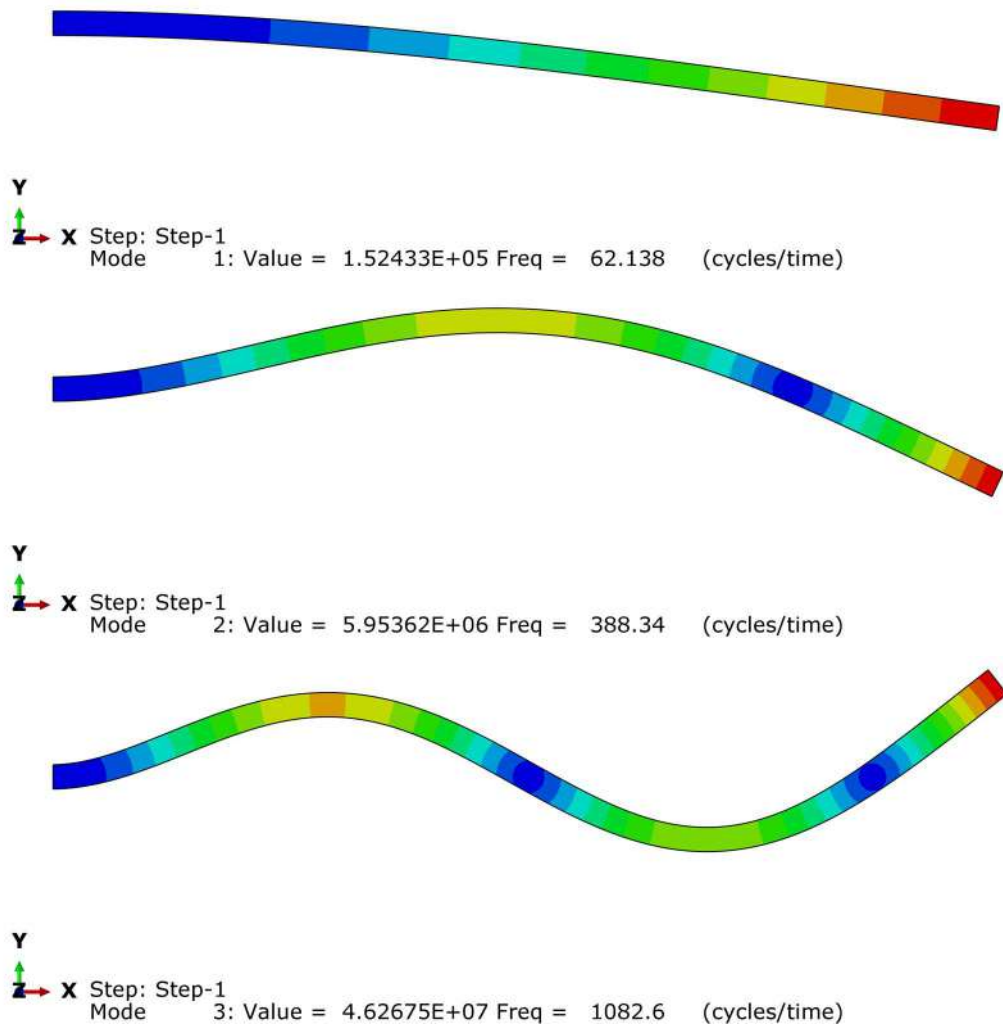 Y
Z X Step: Step-1
Mode 1: Value = 1.52433E+05 Freq = 62.138 (cycles/time)
Y
Z X Step: Step-1
Mode 2: Value = 5.95362E+06 Freq = 388.34 (cycles/time)
Y
Z X Step: Step-1
Mode 3: Value = 4.62675E+07 Freq = 1082.6 (cycles/time)